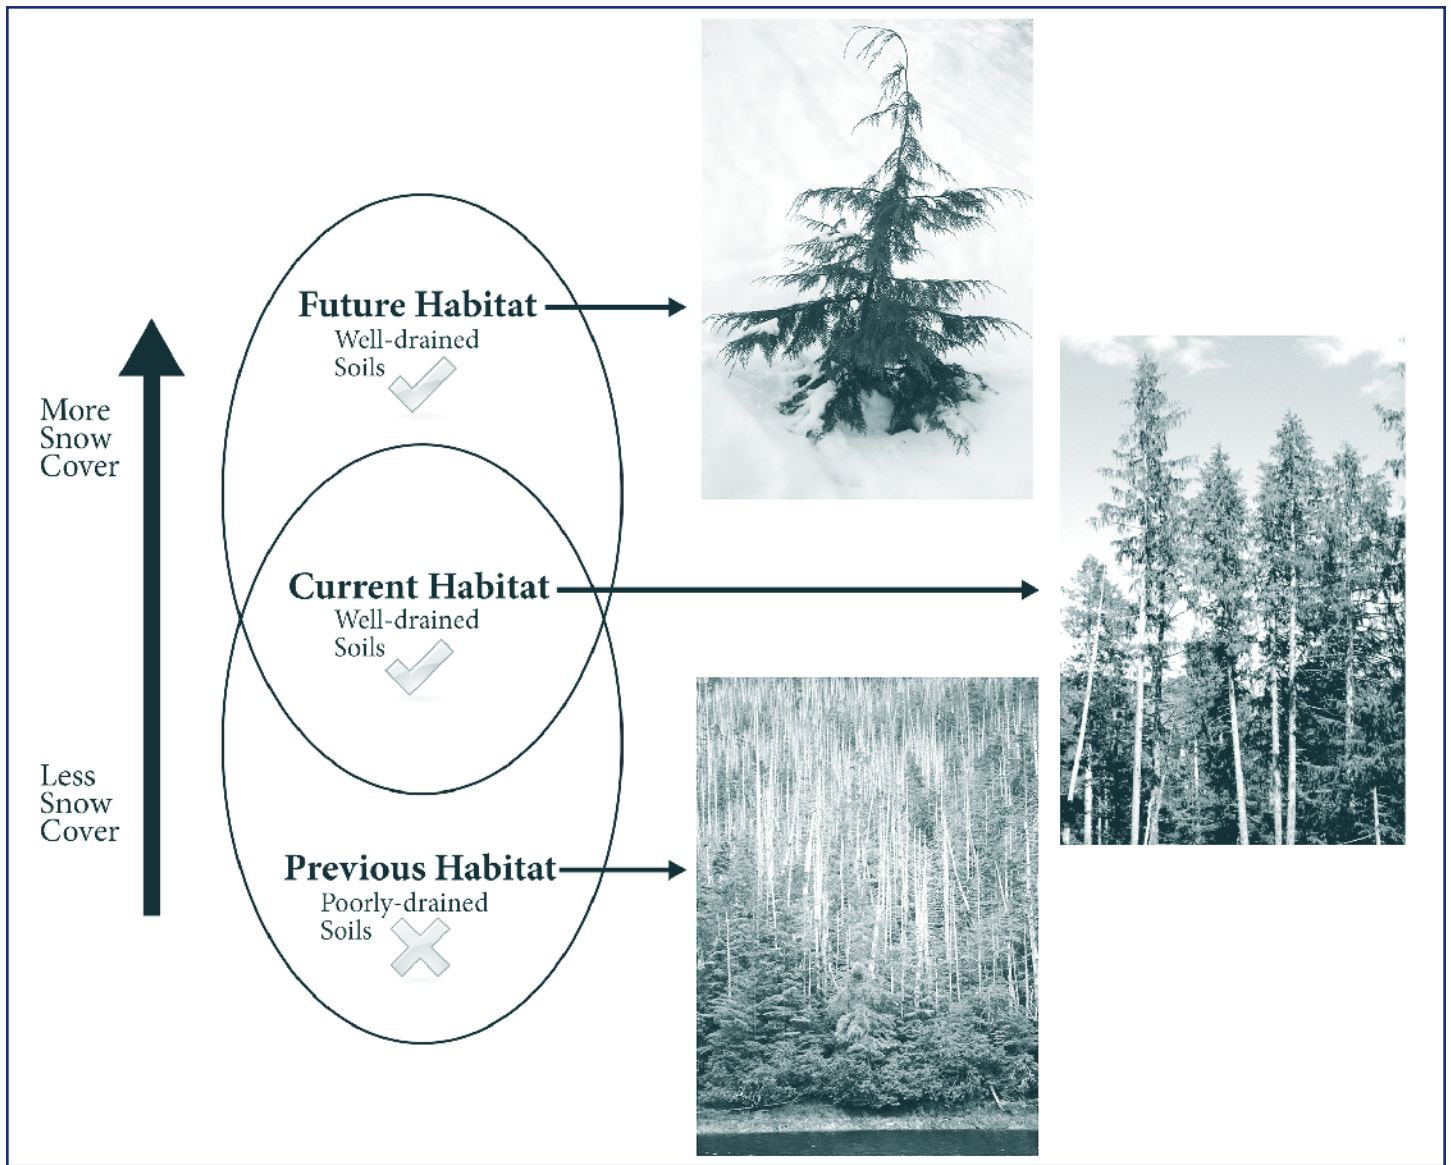 Future Habitat
Well-drained
Soils
More
Snow
Cover
Current Habitat
Well-drained
Soils
Less
Snow
Cover
Previous Habitat
Poorly-drained
Soils